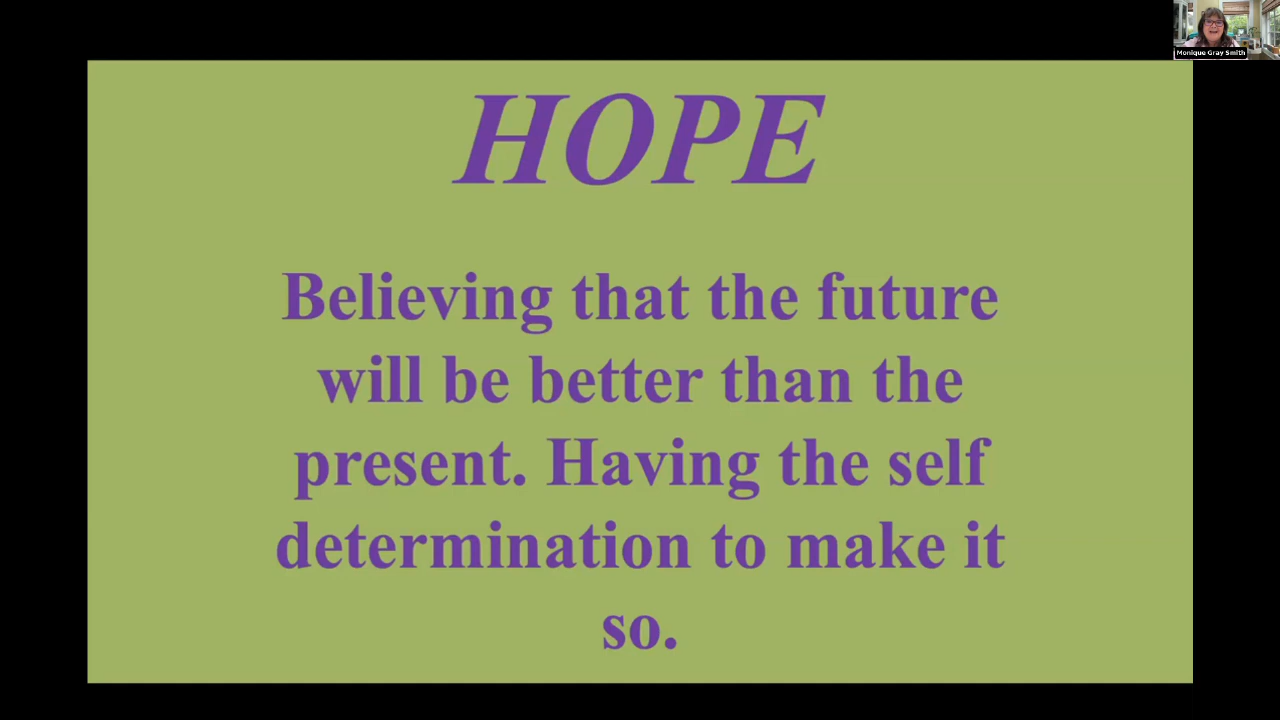 Monique Gray Smith
HOPE
Believing that the future
will be better than the
present. Having the self
determination to make it
so.